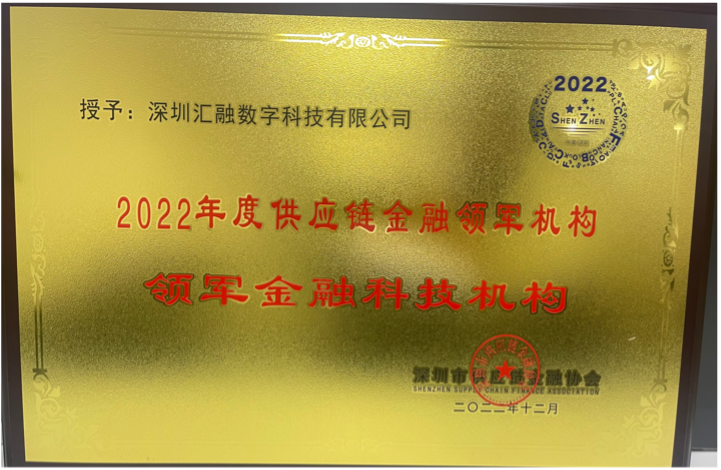 2022
授予：深圳汇融数字科技有限公司
SHEN ZHEN
2022年度供应链金融领军机构
领军金融科技机构
深圳市供应链金融协会
SHENZHEN SUPPLY CHAIN FINANCE ASSOCIATION
二〇二二年十二月